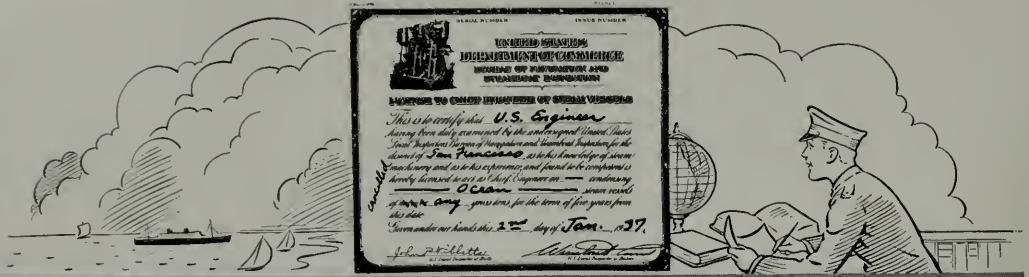 SERIAL NUMBER ISSUE NUMBER
UNITED STATES
DEPARTMENT OF COMMERCE
BUREAU OF NAVIGATION AND
STEAMBOAT INSPECTION
LICENSE TO CHIEF ENGINEER OF STEAM VESSELS
This is to certify that U.S. Engineer
having been duly examined by the undersigned United States
Local Inspectors, Bureau of Navigation and Steamboat Inspection, for the
district of San Francisco, as to his knowledge of steam
machinery and as to his experience, and found to be competent is
hereby licensed to act as Chief Engineer on — condensing
Ocean steam vessels
of any gross tons, for the term of five years from
this date.
Given under our hands this 2nd day of Jan., 1937.
cancelled
John
U.S. Local Inspector of Boilers